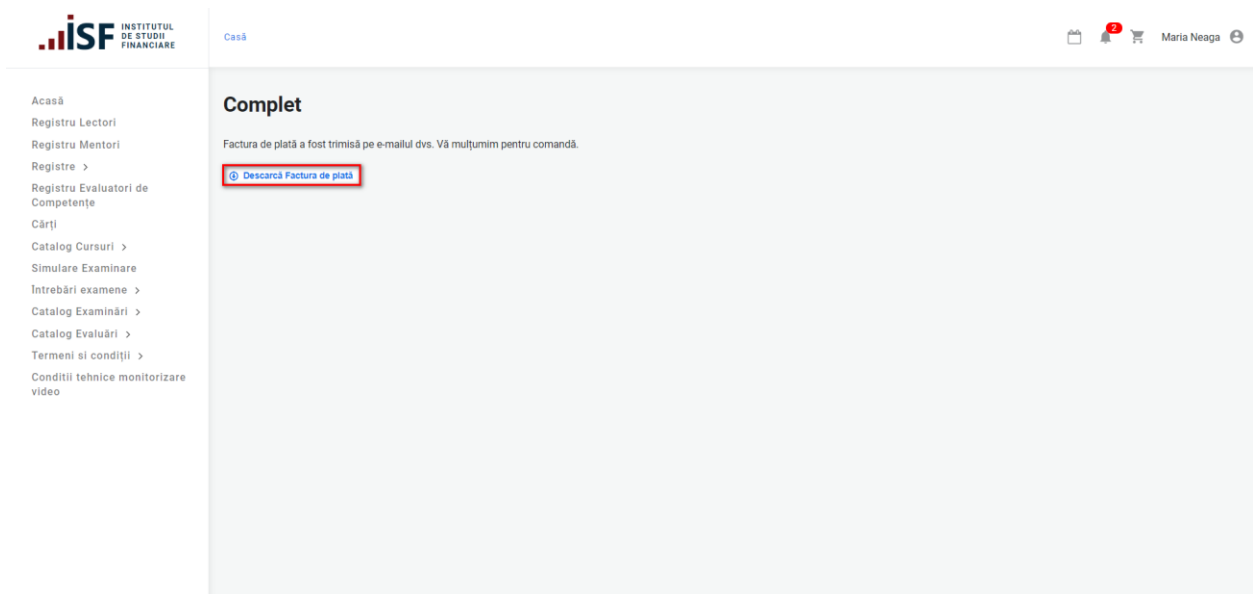 ISF INSTITUTUL
DE STUDII
FINANCIARE
Casă
2
Maria Neaga
Acasă
Registru Lectori
Registru Mentori
Registre >
Registru Evaluatori de
Competențe
Cărți
Catalog Cursuri >
Simulare Examinare
Întrebări examene >
Catalog Examinări >
Catalog Evaluări >
Termeni si condiții >
Conditii tehnice monitorizare
video
Complet
Factura de plată a fost trimisă pe e-mailul dvs. Vă mulțumim pentru comandă.
Descarcă Factura de plată